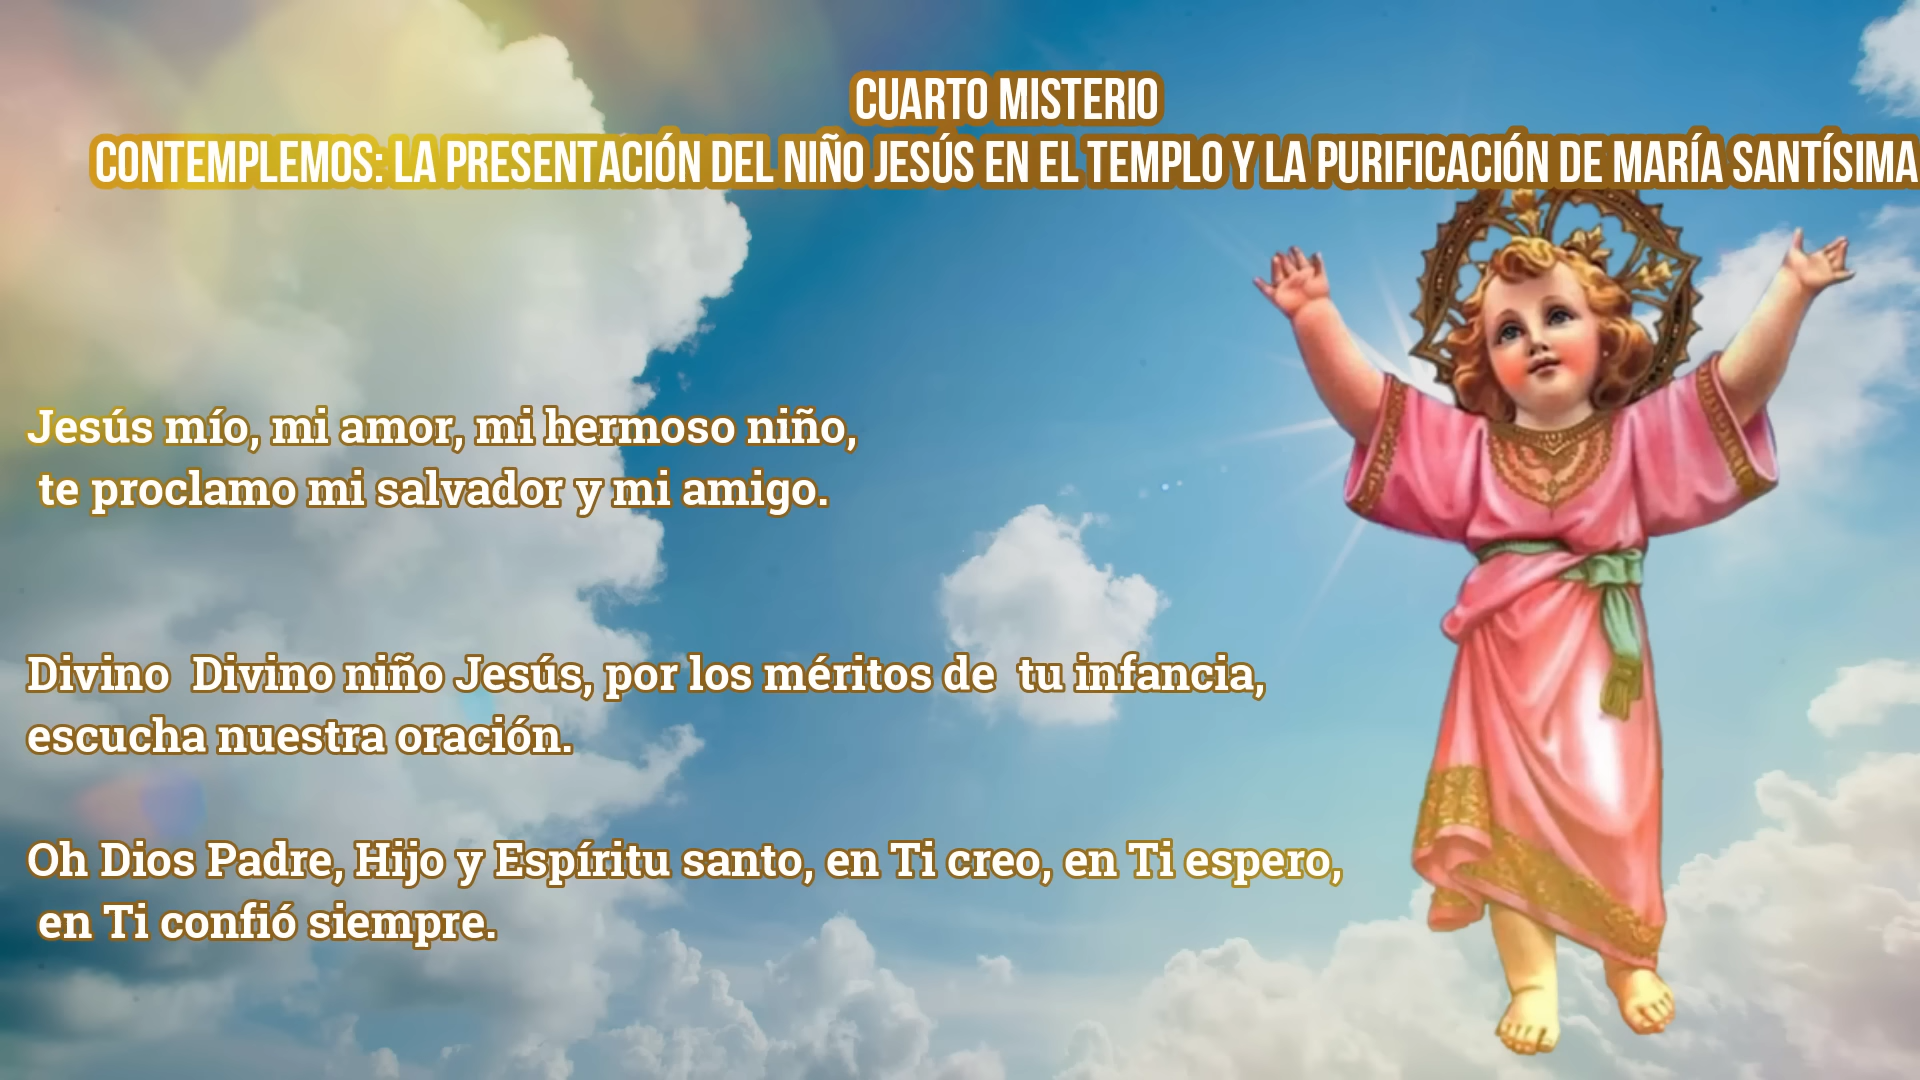 CUARTO MISTERIO
CONTEMPLEMOS: LA PRESENTACIÓN DEL NIÑO JESÚS EN EL TEMPLO Y LA PURIFICACIÓN DE MARÍA SANTÍSIMA
Jesús mío, mi amor, mi hermoso niño,
te proclamo mi salvador y mi amigo.
Divino Divino niño Jesús, por los méritos de tu infancia,
escucha nuestra oración.
Oh Dios Padre, Hijo y Espíritu santo, en Ti creo, en Ti espero,
en Ti confió siempre.